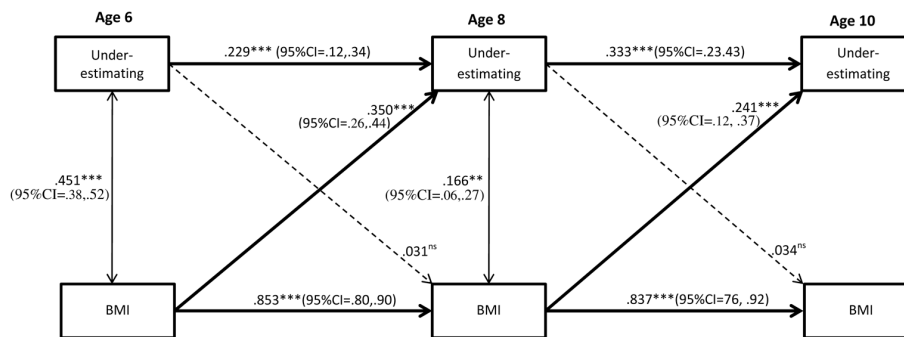 Age 6
Age 8
Age 10
Under-
estimating
.229*** (95%CI=.12,.34)
Under-
estimating
.333***(95%CI=.23.43)
Under-
estimating
.350***
(95%CI=.26,.44)
.241***
(95%CI=.12, .37)
.451***
(95%CI=.38,.52)
.166**
(95%CI=.06,.27)
.031ns
.034ns
BMI
.853***(95%CI=.80,.90)
BMI
.837***(95%CI=76, .92)
BMI